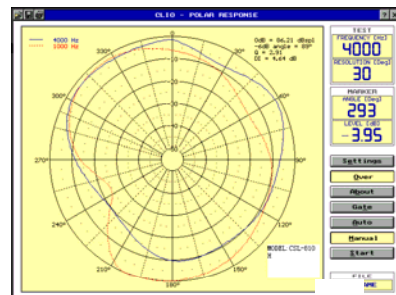 CLIO - POLAR RESPONSE
4000 Hz
1000 Hz
0dB = 86.21 dBspl
-6dB angle = 89°
Q = 2.91
DI = 4.64 dB
30°
60°
90°
120°
150°
180°
210°
240°
270°
MODEL CSL-810
H
TEST
FREQUENCY (Hz)
4000
RESOLUTION (Deg)
30
MARKER
ANGLE (Deg)
293
LEVEL (dB)
-3.95
Settings
Over
About
Gate
Auto
Manual
Start
FILE
AME